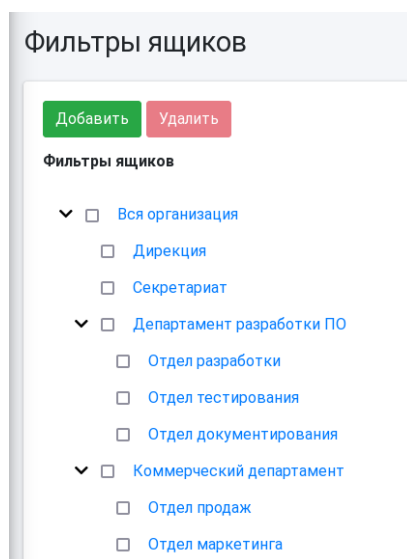 Фильтры ящиков
Добавить Удалить
Фильтры ящиков
Вся организация
Дирекция
Секретариат
Департамент разработки ПО
Отдел разработки
Отдел тестирования
Отдел документирования
Коммерческий департамент
Отдел продаж
Отдел маркетинга